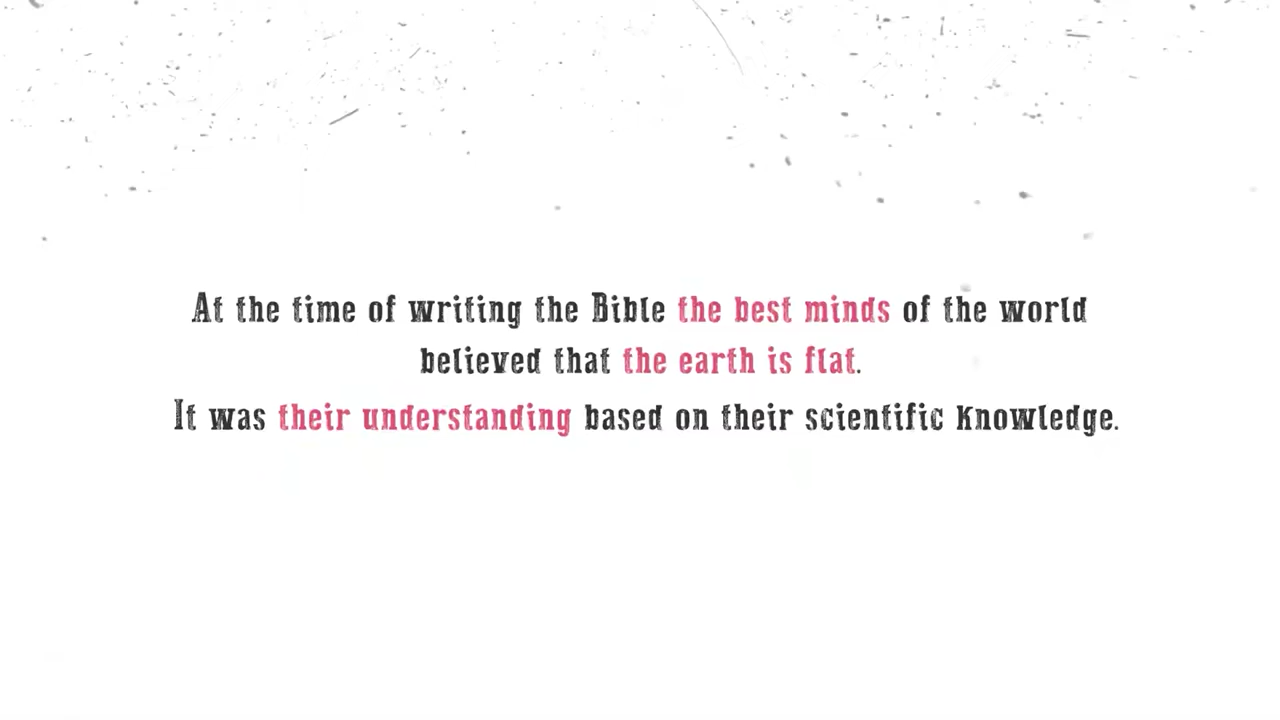 At the time of writing the Bible the best minds of the world
believed that the earth is flat.
It was their understanding based on their scientific knowledge.